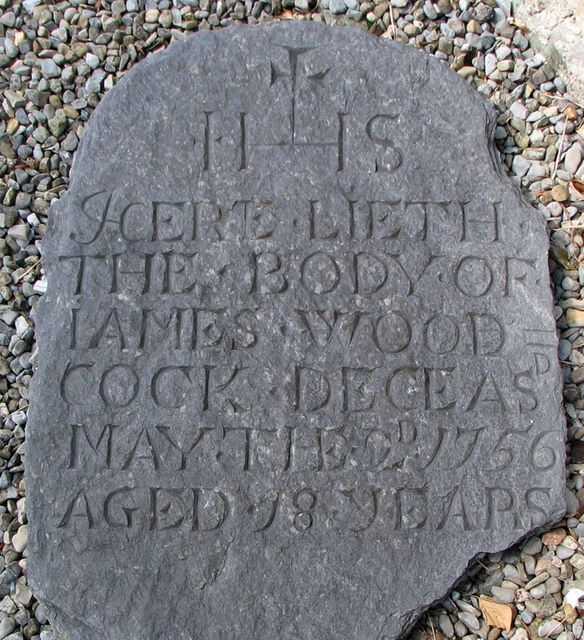 IHS
HERE · LIETH ·
THE · BODY · OF
IAMES · WOOD =
COCK · DECEASD
MAY · THE · 2D · 1756
AGED · 78 · YEARS